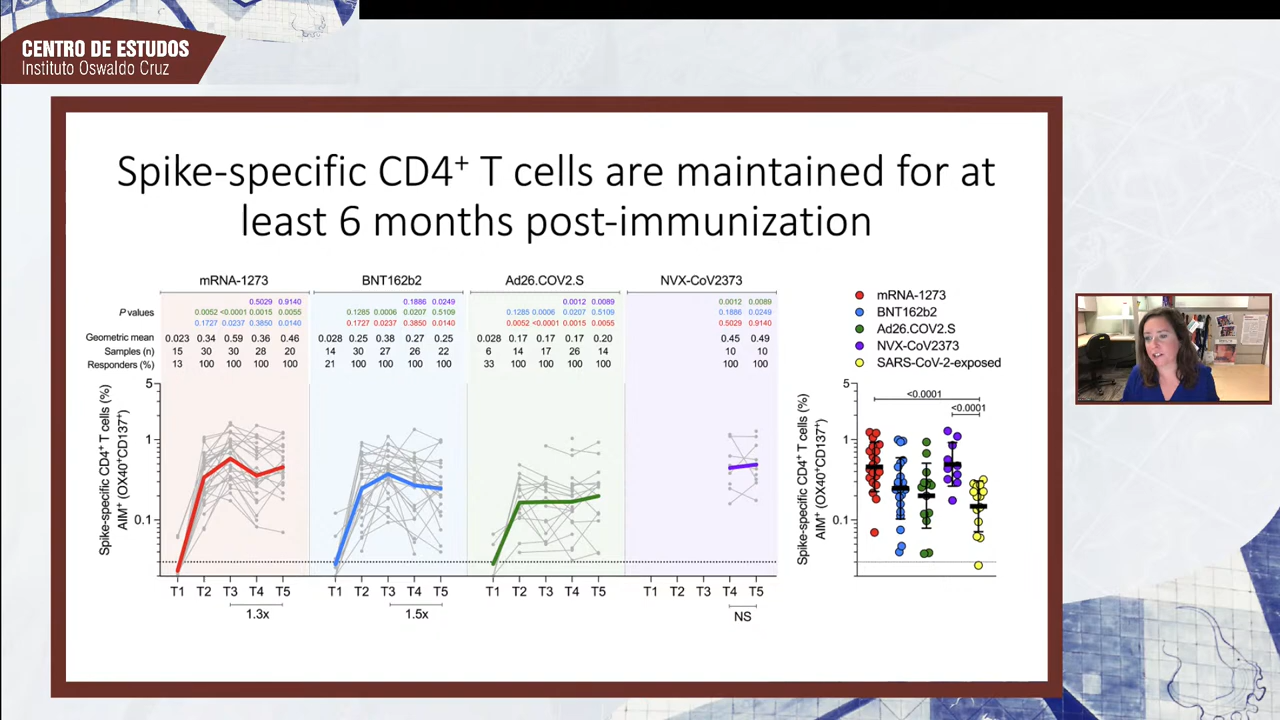 CENTRO DE ESTUDOS
Instituto Oswaldo Cruz
Spike-specific CD4⁺ T cells are maintained for at
least 6 months post-immunization
mRNA-1273 BNT162b2 Ad26.COV2.S NVX-CoV2373
0.5029 0.9140 0.1886 0.0249 0.0012 0.0089 0.0012 0.0089
P values 0.0052 <0.0001 0.0015 0.0055 0.1285 0.0006 0.0207 0.5109 0.1285 0.0006 0.0207 0.5109 0.1886 0.0249
0.1727 0.0237 0.3850 0.0140 0.1727 0.0237 0.3850 0.0140 0.0052 <0.0001 0.0015 0.0055 0.5029 0.9140
Geometric mean 0.023 0.34 0.59 0.36 0.46 0.028 0.25 0.38 0.27 0.25 0.028 0.17 0.17 0.17 0.20 0.45 0.49
Samples (n) 15 30 30 28 20 14 30 27 26 22 6 14 17 26 14 10 10
Responders (%) 13 100 100 100 100 21 100 100 100 100 33 100 100 100 100 100 100
Spike-specific CD4⁺ T cells (%)
AIM⁺ (OX40⁺CD137⁺)
5
1
0.1
T1 T2 T3 T4 T5 T1 T2 T3 T4 T5 T1 T2 T3 T4 T5 T1 T2 T3 T4 T5
1.3x 1.5x NS
mRNA-1273
BNT162b2
Ad26.COV2.S
NVX-CoV2373
SARS-CoV-2-exposed
Spike-specific CD4⁺ T cells (%)
AIM⁺ (OX40⁺CD137⁺)
5
1
0.1
<0.0001
<0.0001